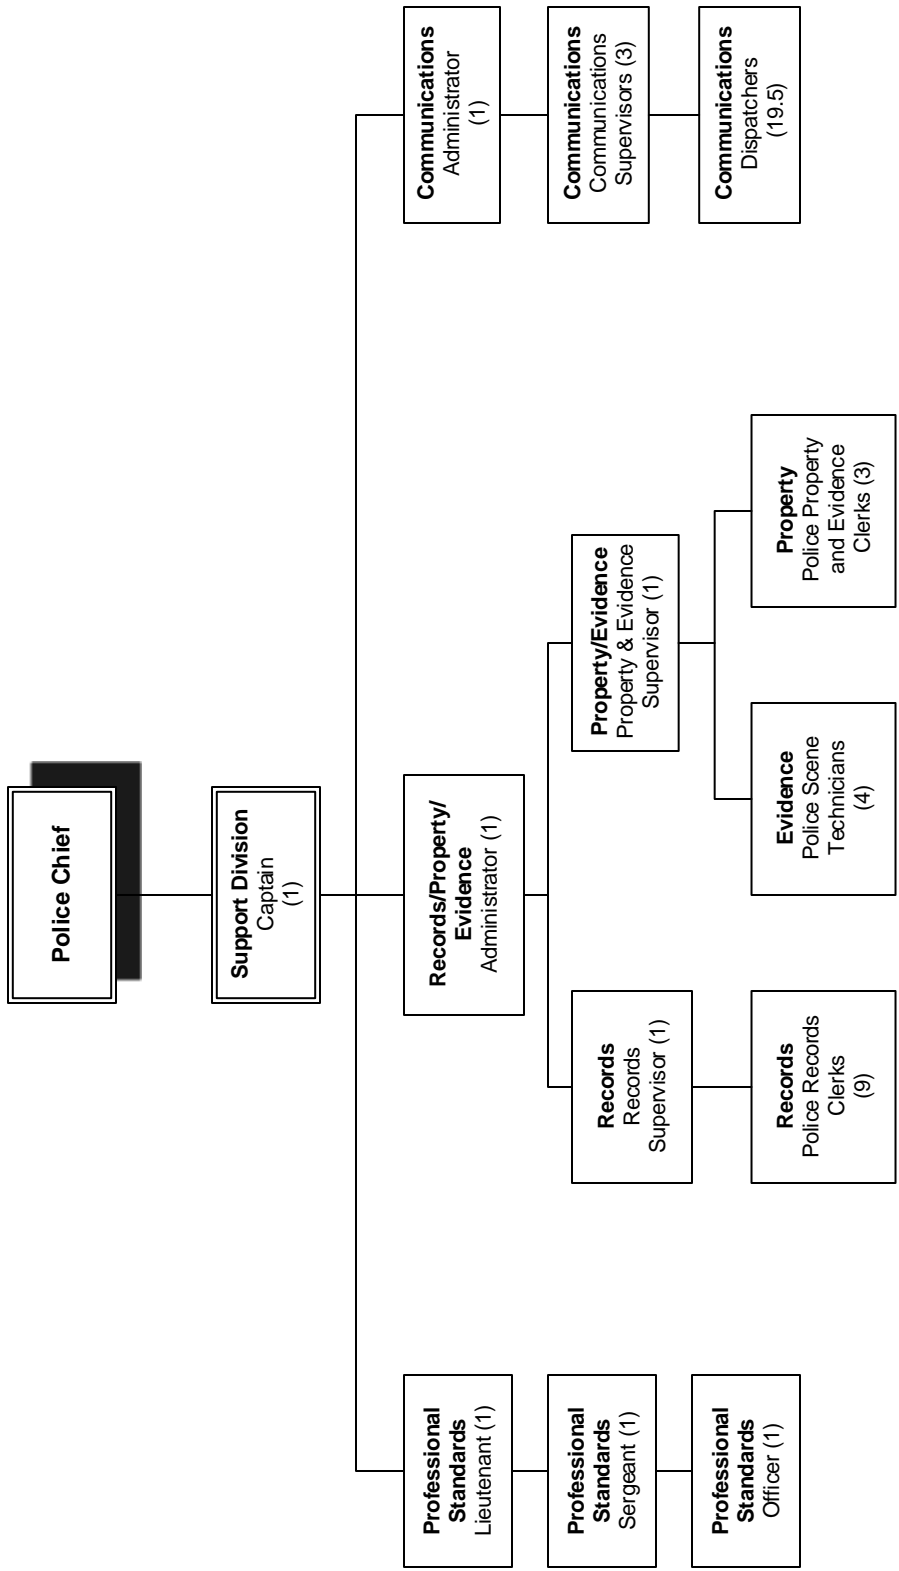 Police Chief
Support Division
Captain
(1)
Professional
Standards
Lieutenant (1)
Professional
Standards
Sergeant (1)
Professional
Standards
Officer (1)
Records/Property/
Evidence
Administrator (1)
Records
Records
Supervisor (1)
Records
Police Records
Clerks
(9)
Property/Evidence
Property & Evidence
Supervisor (1)
Evidence
Police Scene
Technicians
(4)
Property
Police Property
and Evidence
Clerks (3)
Communications
Administrator
(1)
Communications
Communications
Supervisors (3)
Communications
Dispatchers
(19.5)